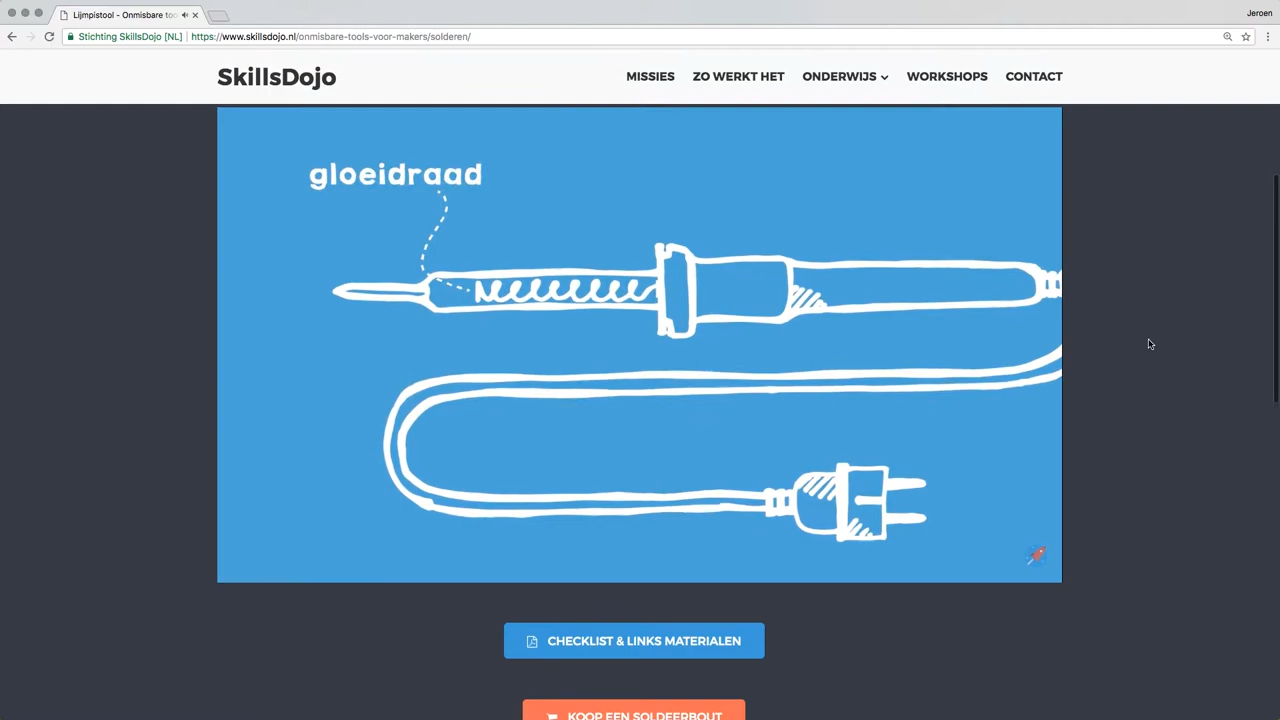 Lijmpistool - Onmisbare too
Jeroen
Stichting SkillsDojo [NL]
https://www.skillsdojo.nl/onmisbare-tools-voor-makers/solderen/
SkillsDojo
MISSIES
ZO WERKT HET
ONDERWIJS
WORKSHOPS
CONTACT
gloeidraad
CHECKLIST & LINKS MATERIALEN
KOOP EEN SOLDEERBOUT